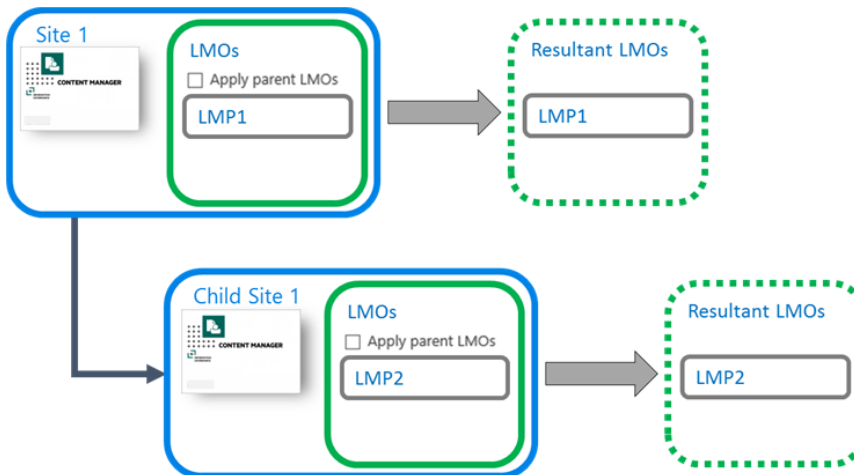 Site 1
CONTENT MANAGER
LMOs
Apply parent LMOs
LMP1
Resultant LMOs
LMP1
Child Site 1
CONTENT MANAGER
LMOs
Apply parent LMOs
LMP2
Resultant LMOs
LMP2